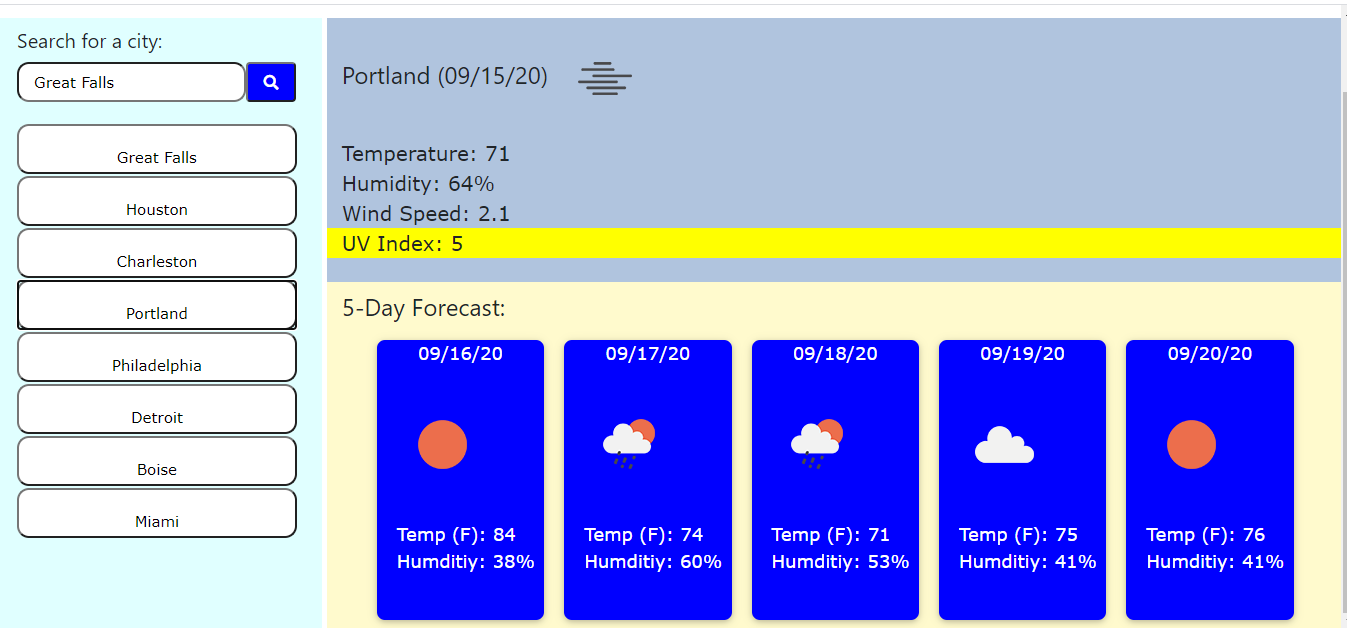 Search for a city:
Great Falls
Great Falls
Houston
Charleston
Portland
Philadelphia
Detroit
Boise
Miami
Portland (09/15/20)
Temperature: 71
Humidity: 64%
Wind Speed: 2.1
UV Index: 5
5-Day Forecast:
09/16/20
Temp (F): 84
Humditiy: 38%
09/17/20
Temp (F): 74
Humditiy: 60%
09/18/20
Temp (F): 71
Humditiy: 53%
09/19/20
Temp (F): 75
Humditiy: 41%
09/20/20
Temp (F): 76
Humditiy: 41%